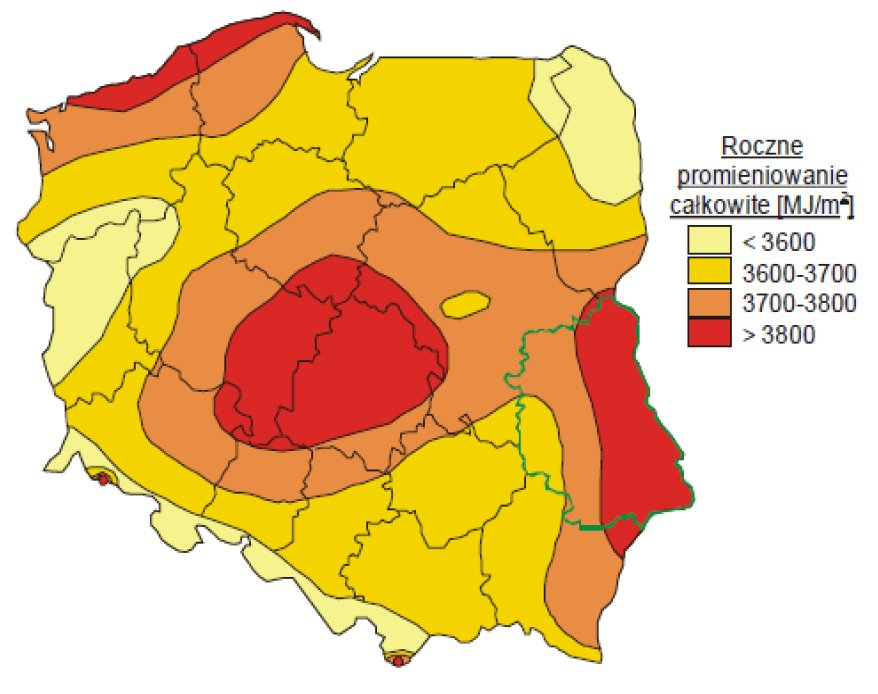 Roczne
promieniowanie
całkowite [MJ/m²]
< 3600
3600-3700
3700-3800
> 3800